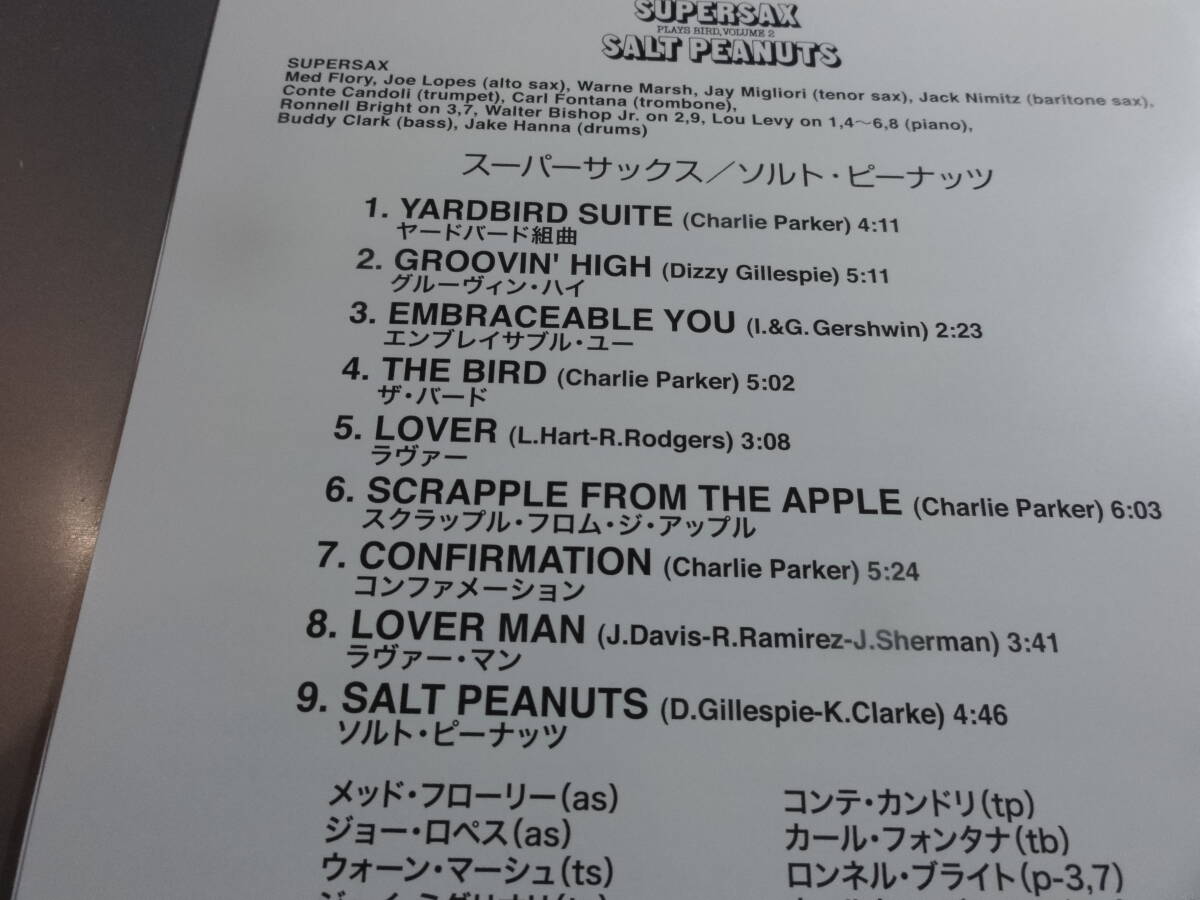 SUPERSAX
PLAYS BIRD, VOLUME 2
SALT PEANUTS
SUPERSAX
Med Flory, Joe Lopes (alto sax), Warne Marsh, Jay Migliori (tenor sax), Jack Nimitz (baritone sax),
Conte Candoli (trumpet), Carl Fontana (trombone),
Ronnell Bright on 3,7, Walter Bishop Jr. on 2,9, Lou Levy on 1,4〜6,8 (piano),
Buddy Clark (bass), Jake Hanna (drums)
スーパーサックス／ソルト・ピーナッツ
1. YARDBIRD SUITE (Charlie Parker) 4:11
ヤードバード組曲
2. GROOVIN' HIGH (Dizzy Gillespie) 5:11
グルーヴィン・ハイ
3. EMBRACEABLE YOU (I.&G. Gershwin) 2:23
エンブレイサブル・ユー
4. THE BIRD (Charlie Parker) 5:02
ザ・バード
5. LOVER (L.Hart-R.Rodgers) 3:08
ラヴァー
6. SCRAPPLE FROM THE APPLE (Charlie Parker) 6:03
スクラップル・フロム・ジ・アップル
7. CONFIRMATION (Charlie Parker) 5:24
コンファメーション
8. LOVER MAN (J.Davis-R.Ramirez-J.Sherman) 3:41
ラヴァー・マン
9. SALT PEANUTS (D.Gillespie-K.Clarke) 4:46
ソルト・ピーナッツ
メッド・フローリー(as)
ジョー・ロペス(as)
ウォーン・マーシュ(ts)
コンテ・カンドリ(tp)
カール・フォンタナ(tb)
ロンネル・ブライト(p-3,7)